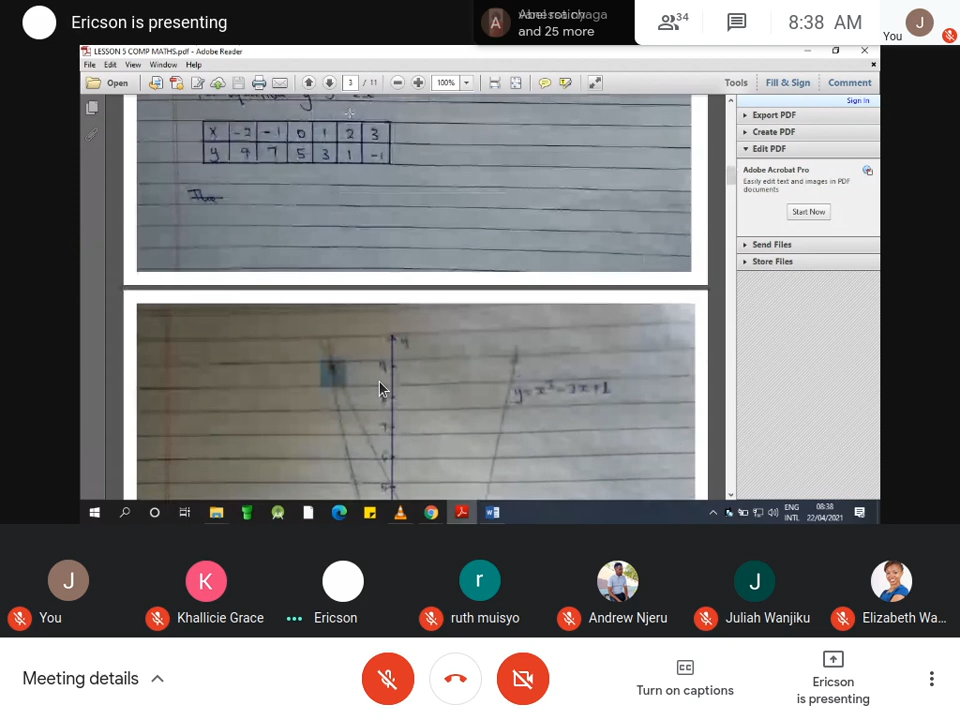 Ericson is presenting
A
and 25 more
34
8:38 AM
J
You
LESSON 5 COMP MATHS.pdf - Adobe Reader
File Edit View Window Help
Open
3 / 11
100%
Tools
Fill & Sign
Comment
Sign In
x -2 -1 0 1 2 3
y 9 7 5 3 1 -1
Export PDF
Create PDF
Edit PDF
Adobe Acrobat Pro
Easily edit text and images in PDF
documents
Start Now
Send Files
Store Files
y
9
7
6
5
ENG
INTL
08:38
22/04/2021
J
K
r
J
You
Khallicie Grace
Ericson
ruth muisyo
Andrew Njeru
Juliah Wanjiku
Elizabeth Wa...
Meeting details
Turn on captions
Ericson
is presenting